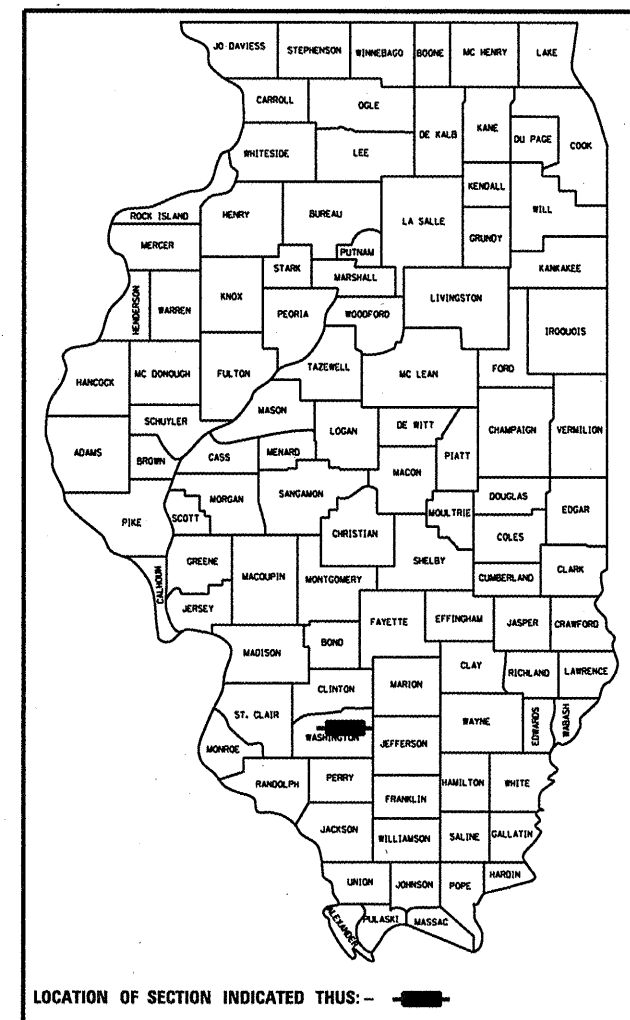 JO DAVIESS STEPHENSON WINNEBAGO BOONE MC HENRY LAKE
CARROLL OGLE DE KALB KANE DU PAGE COOK
WHITESIDE LEE
KENDALL WILL
ROCK ISLAND HENRY BUREAU LA SALLE GRUNDY
MERCER PUTNAM
STARK MARSHALL KANKAKEE
HENDERSON WARREN KNOX PEORIA WOODFORD LIVINGSTON IROQUOIS
HANCOCK MC DONOUGH FULTON TAZEWELL MC LEAN FORD
MASON
SCHUYLER LOGAN DE WITT CHAMPAIGN VERMILION
ADAMS BROWN CASS MENARD MACON PIATT
MORGAN SANGAMON DOUGLAS
PIKE SCOTT CHRISTIAN MOULTRIE EDGAR
COLES
GREENE SHELBY
CALHOUN MACOUPIN MONTGOMERY CUMBERLAND CLARK
JERSEY FAYETTE EFFINGHAM JASPER CRAWFORD
MADISON BOND
CLAY RICHLAND LAWRENCE
CLINTON MARION
ST. CLAIR WAYNE EDWARDS WABASH
WASHINGTON JEFFERSON
MONROE
RANDOLPH PERRY HAMILTON WHITE
FRANKLIN
JACKSON WILLIAMSON SALINE GALLATIN
UNION JOHNSON POPE HARDIN
ALEXANDER PULASKI MASSAC
LOCATION OF SECTION INDICATED THUS: -